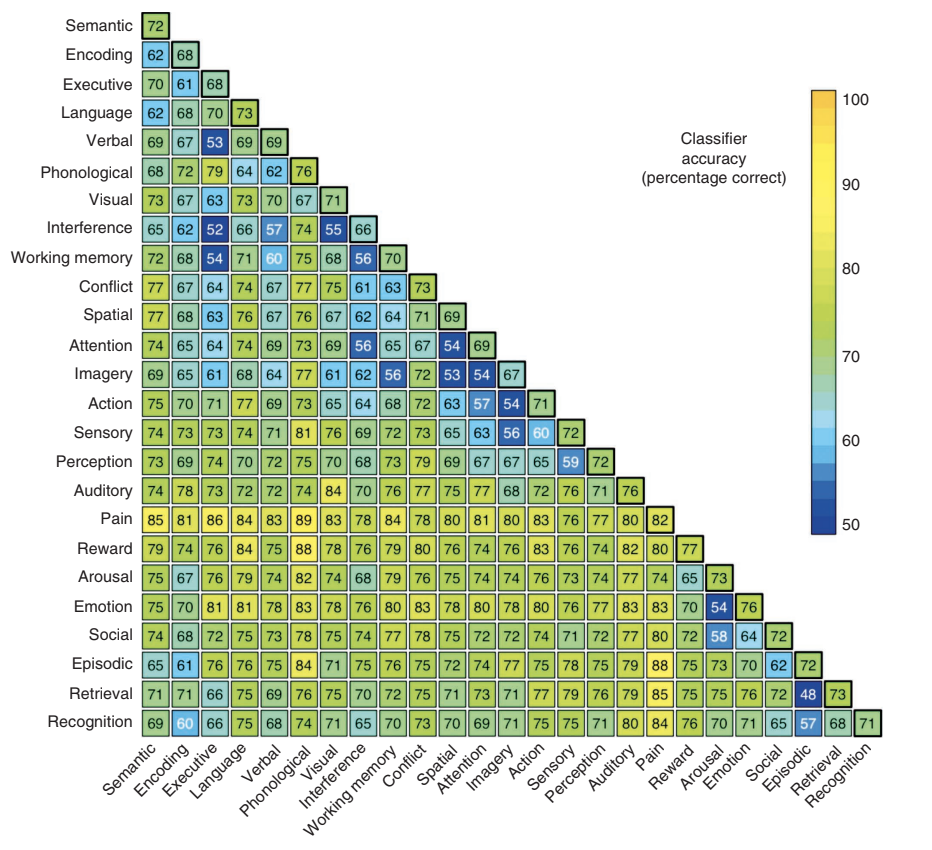 Semantic 72
Encoding 62 68
Executive 70 61 68
Language 62 68 70 73
Verbal 69 67 53 69 69
Phonological 68 72 79 64 62 76
Visual 73 67 63 73 70 67 71
Interference 65 62 52 66 57 74 55 66
Working memory 72 68 54 71 60 75 68 56 70
Conflict 77 67 64 74 67 77 75 61 63 73
Spatial 77 68 63 76 67 76 67 62 64 71 69
Attention 74 65 64 74 69 73 69 56 65 67 54 69
Imagery 69 65 61 68 64 77 61 62 56 72 53 54 67
Action 75 70 71 77 69 73 65 64 68 72 63 57 54 71
Sensory 74 73 73 74 71 81 76 69 72 73 65 63 56 60 72
Perception 73 69 74 70 72 75 70 68 73 79 69 67 67 65 59 72
Auditory 74 78 73 72 72 74 84 70 76 77 75 77 68 72 76 71 76
Pain 85 81 86 84 83 89 83 78 84 78 80 81 80 83 76 77 80 82
Reward 79 74 76 84 75 88 78 76 79 80 76 74 76 83 76 74 82 80 77
Arousal 75 67 76 79 74 82 74 68 79 76 75 74 74 76 73 74 77 74 65 73
Emotion 75 70 81 81 78 83 78 76 80 83 78 80 78 80 76 77 83 83 70 54 76
Social 74 68 72 75 73 78 75 74 77 78 75 72 72 74 71 72 77 80 72 58 64 72
Episodic 65 61 76 76 75 84 71 75 76 75 72 74 77 75 78 75 79 88 75 73 70 62 72
Retrieval 71 71 66 75 69 76 75 70 72 75 71 73 71 77 79 76 79 85 75 75 76 72 48 73
Recognition 69 60 66 75 68 74 71 65 70 73 70 69 71 75 75 71 80 84 76 70 71 65 57 68 71
Semantic
Encoding
Executive
Language
Verbal
Phonological
Visual
Interference
Working memory
Conflict
Spatial
Attention
Imagery
Action
Sensory
Perception
Auditory
Pain
Reward
Arousal
Emotion
Social
Episodic
Retrieval
Recognition
Classifier
accuracy
(percentage correct)
100
90
80
70
60
50